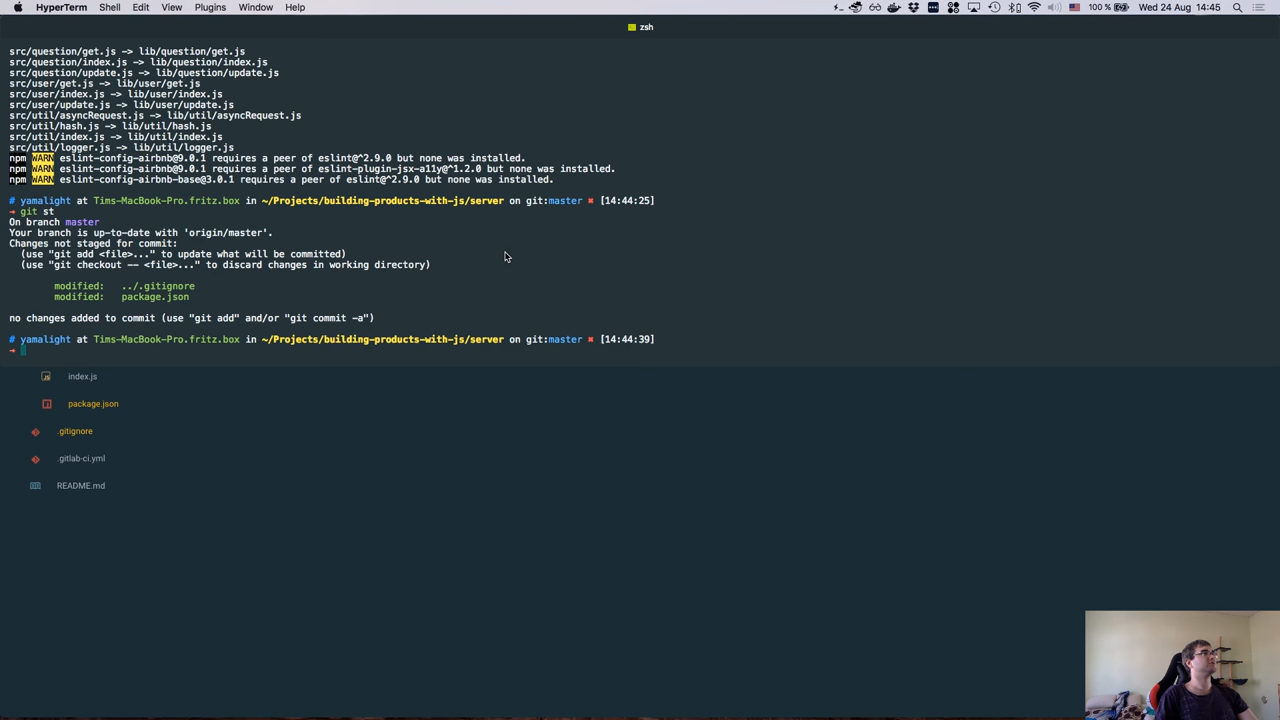 HyperTerm Shell Edit View Plugins Window Help 100 % Wed 24 Aug 14:45
zsh
src/question/get.js -> lib/question/get.js
src/question/index.js -> lib/question/index.js
src/question/update.js -> lib/question/update.js
src/user/get.js -> lib/user/get.js
src/user/index.js -> lib/user/index.js
src/user/update.js -> lib/user/update.js
src/util/asyncRequest.js -> lib/util/asyncRequest.js
src/util/hash.js -> lib/util/hash.js
src/util/index.js -> lib/util/index.js
src/util/logger.js -> lib/util/logger.js
npm WARN eslint-config-airbnb@9.0.1 requires a peer of eslint@^2.9.0 but none was installed.
npm WARN eslint-config-airbnb@9.0.1 requires a peer of eslint-plugin-jsx-a11y@^1.2.0 but none was installed.
npm WARN eslint-config-airbnb-base@3.0.1 requires a peer of eslint@^2.9.0 but none was installed.
# yamalight at Tims-MacBook-Pro.fritz.box in ~/Projects/building-products-with-js/server on git:master ✖ [14:44:25]
→ git st
On branch master
Your branch is up-to-date with 'origin/master'.
Changes not staged for commit:
(use "git add <file>..." to update what will be committed)
(use "git checkout -- <file>..." to discard changes in working directory)
modified: ../.gitignore
modified: package.json
no changes added to commit (use "git add" and/or "git commit -a")
# yamalight at Tims-MacBook-Pro.fritz.box in ~/Projects/building-products-with-js/server on git:master ✖ [14:44:39]
→
index.js
package.json
.gitignore
.gitlab-ci.yml
README.md